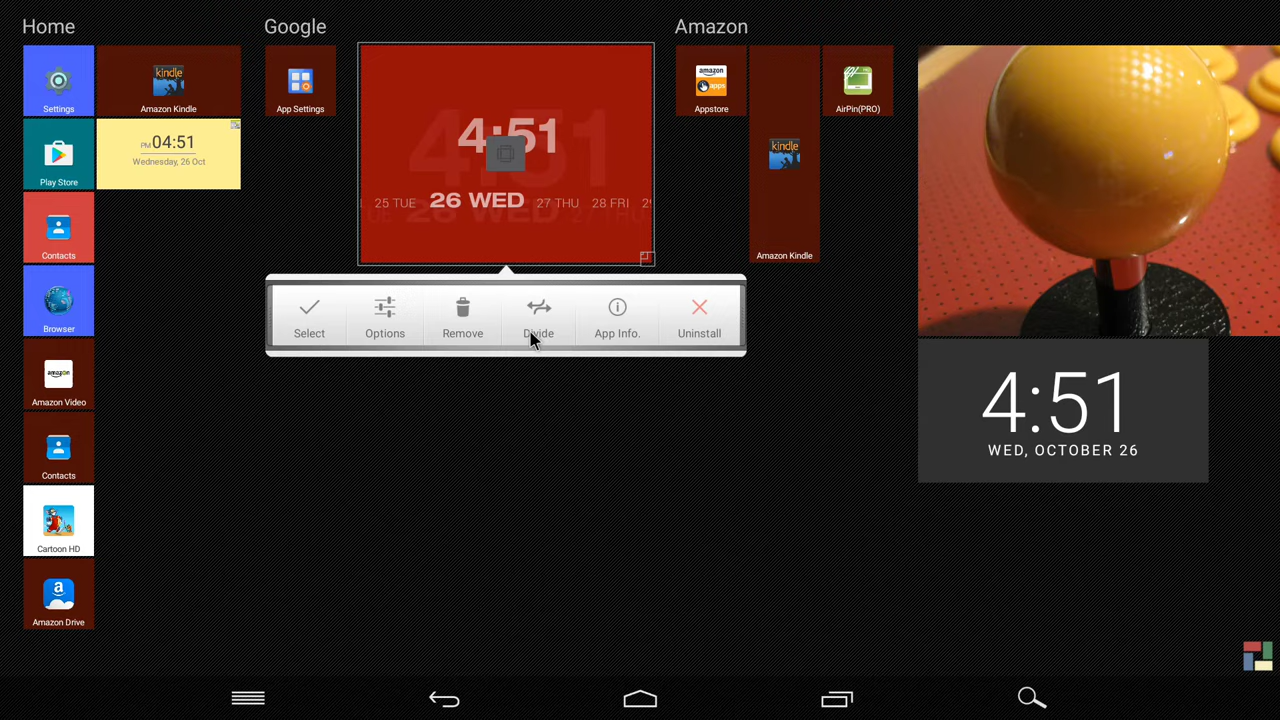 Home
Settings
kindle
Amazon Kindle
Play Store
PM 04:51
Wednesday, 26 Oct
Contacts
Browser
amazon
Amazon Video
Contacts
Cartoon HD
a
Amazon Drive
Google
App Settings
4:51
25 TUE 26 WED 27 THU 28 FRI
Select Options Remove Divide App Info. Uninstall
Amazon
amazon
apps
Appstore
kindle
Amazon Kindle
AirPin(PRO)
4:51
WED, OCTOBER 26